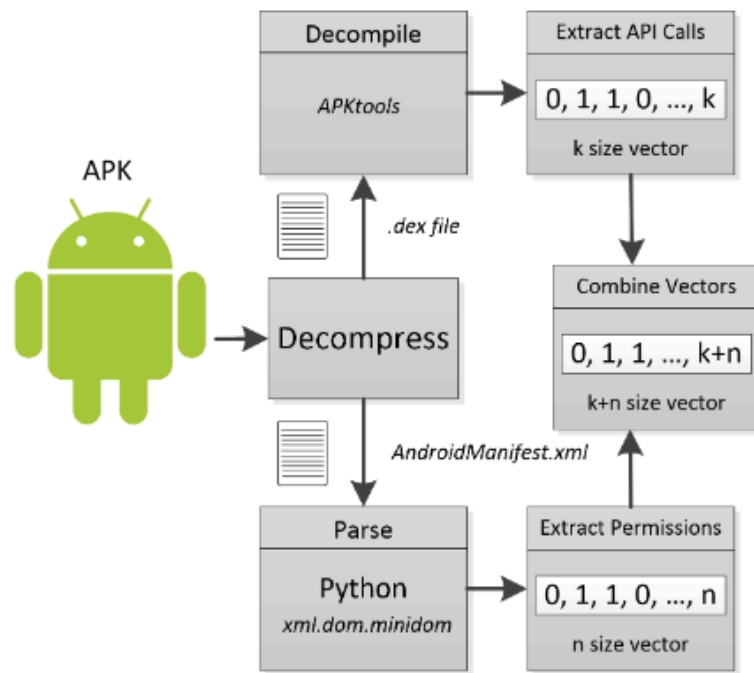 APK
Decompress
.dex file
Decompile
APKtools
Extract API Calls
0, 1, 1, 0, ..., k
k size vector
AndroidManifest.xml
Parse
Python
xml.dom.minidom
Extract Permissions
0, 1, 1, 0, ..., n
n size vector
Combine Vectors
0, 1, 1, ..., k+n
k+n size vector